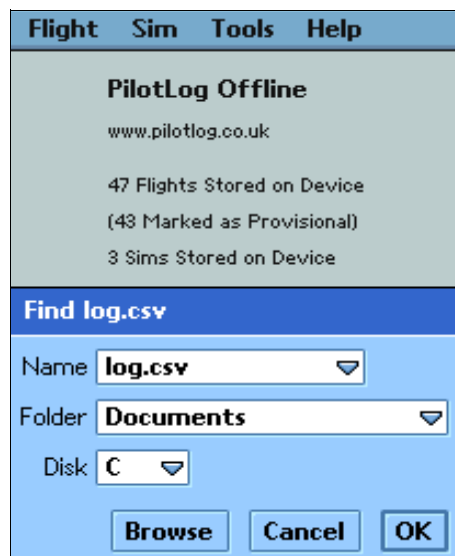 Flight Sim Tools Help
PilotLog Offline
www.pilotlog.co.uk
47 Flights Stored on Device
(43 Marked as Provisional)
3 Sims Stored on Device
Find log.csv
Name log.csv
Folder Documents
Disk C
Browse Cancel OK